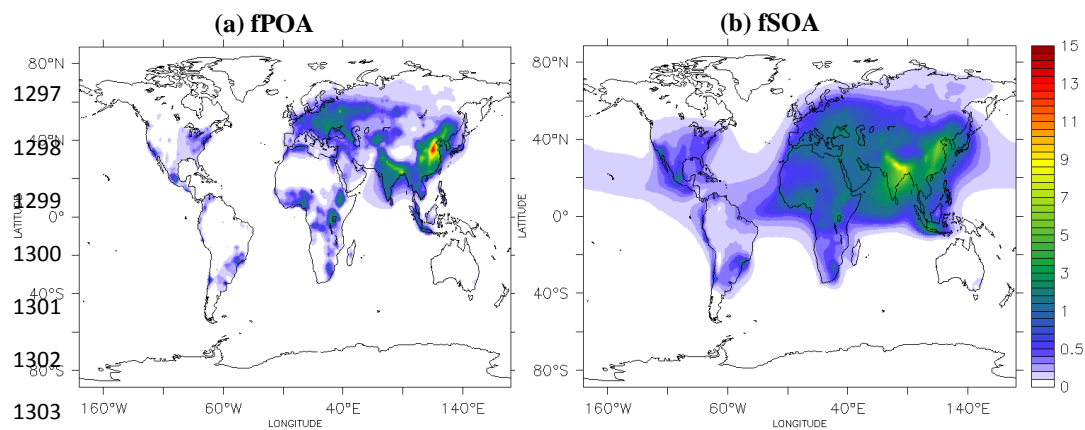 (a) fPOA
(b) fSOA
80°N
1297
40°N
1298
1299
0°
1300
40°S
1301
1302
80°S
1303
LATITUDE
160°W 60°W 40°E 140°E
LONGITUDE
80°N
40°N
0°
40°S
80°S
LATITUDE
160°W 60°W 40°E 140°E
LONGITUDE
15
13
11
9
7
5
3
1
0.5
0